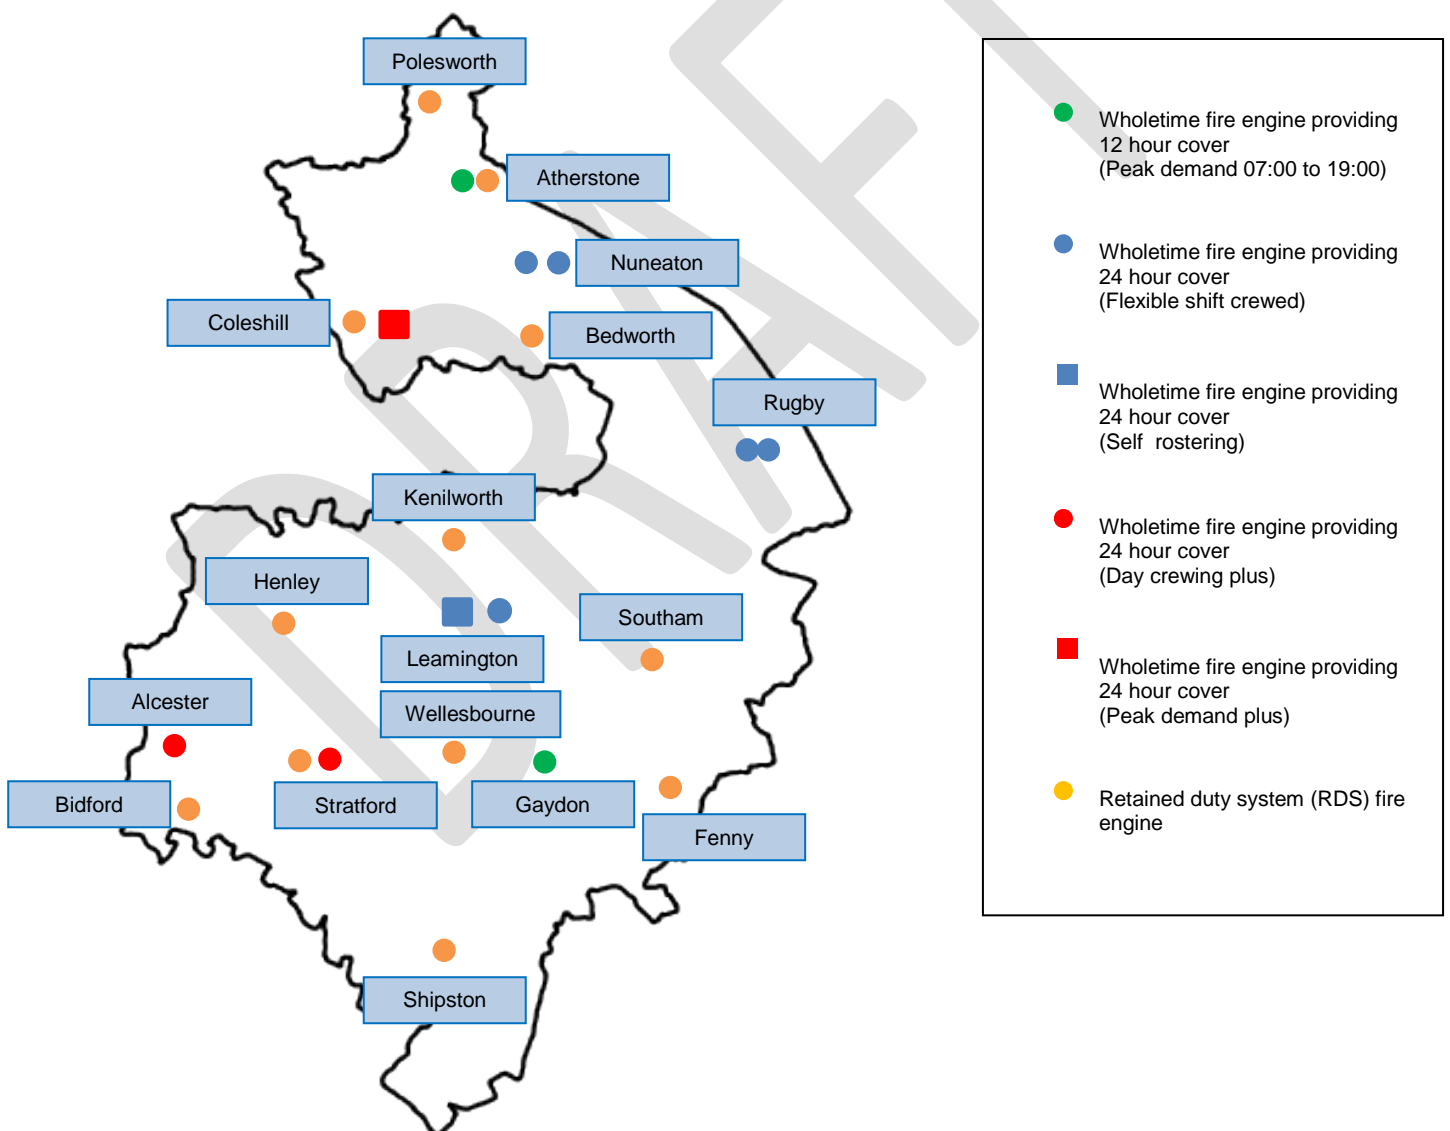 Polesworth
Atherstone
Nuneaton
Coleshill
Bedworth
Rugby
Kenilworth
Henley
Southam
Leamington
Alcester
Wellesbourne
Bidford
Stratford
Gaydon
Fenny
Shipston
Wholetime fire engine providing
12 hour cover
(Peak demand 07:00 to 19:00)
Wholetime fire engine providing
24 hour cover
(Flexible shift crewed)
Wholetime fire engine providing
24 hour cover
(Self rostering)
Wholetime fire engine providing
24 hour cover
(Day crewing plus)
Wholetime fire engine providing
24 hour cover
(Peak demand plus)
Retained duty system (RDS) fire
engine
DRAFT